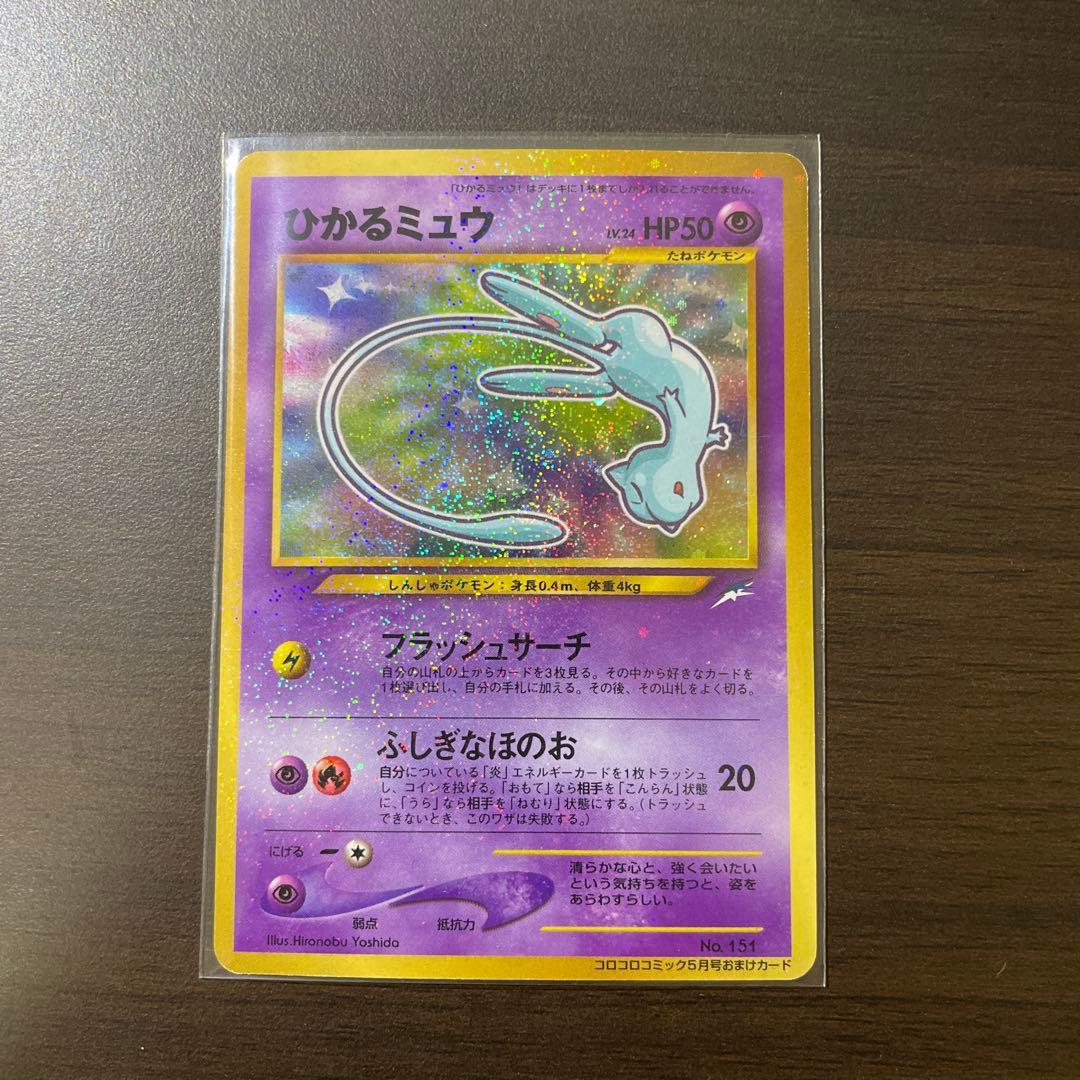 「ひかるミュウ」はデッキに1枚までしか入れることができません。
ひかるミュウ
LV.24 HP50
たねポケモン
しんしゅポケモン：身長0.4m、体重4kg
フラッシュサーチ
自分の山札の上からカードを3枚見る。その中から好きなカードを
1枚選び出し、自分の手札に加える。その後、その山札をよく切る。
ふしぎなほのお
20
自分についている「炎」エネルギーカードを1枚トラッシュ
し、コインを投げる。「おもて」なら相手を「こんらん」状態
に、「うら」なら相手を「ねむり」状態にする。（トラッシュ
できないとき、このワザは失敗する。）
にげる
弱点
抵抗力
清らかな心と、強く会いたい
という気持ちを持つと、姿を
あらわすらしい。
Illus.Hironobu Yoshida
No. 151
コロコロコミック5月号おまけカード